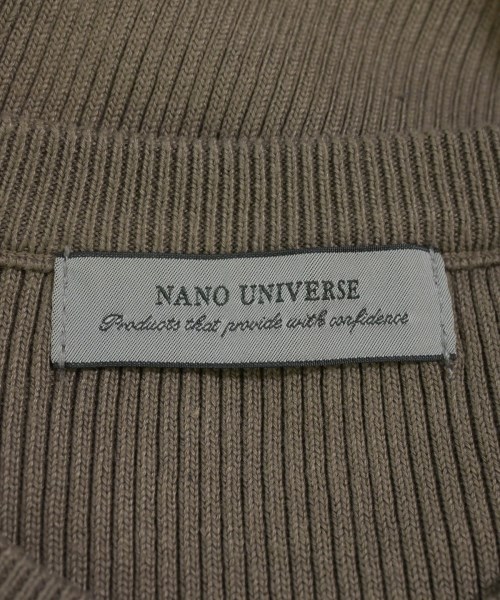 NANO UNIVERSE
Products that provide with confidence